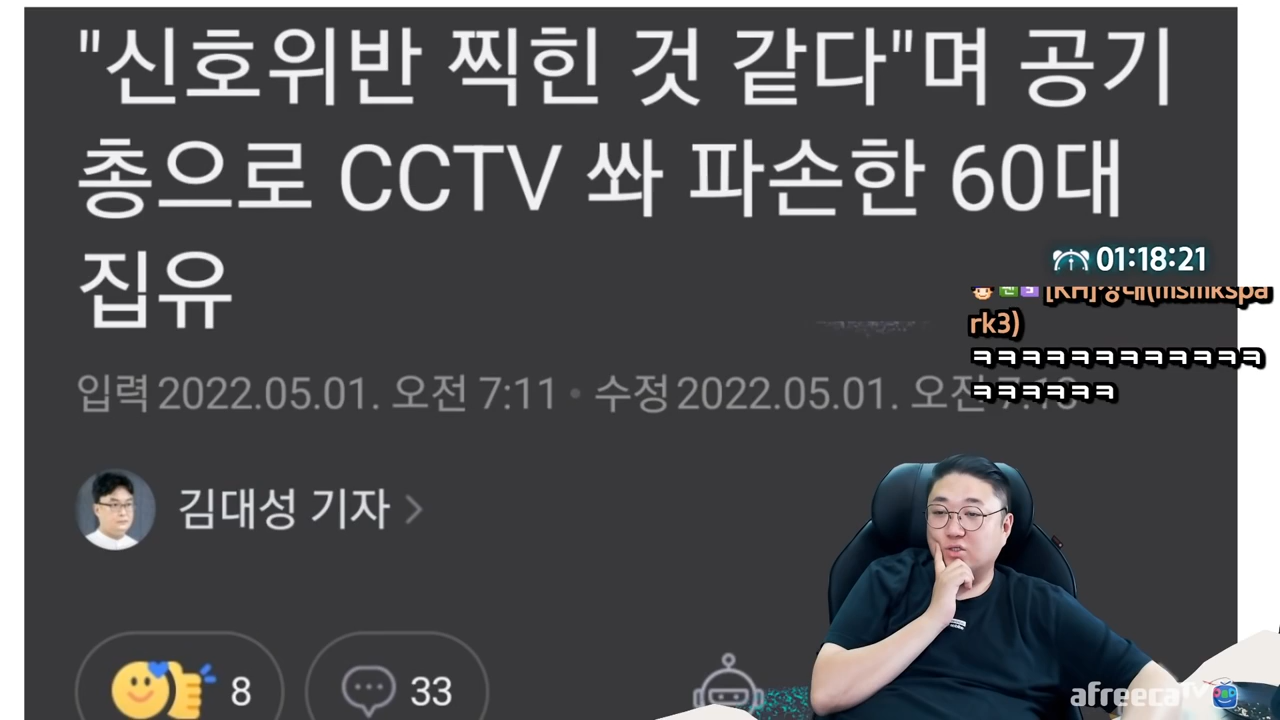 "신호위반 찍힌 것 같다"며 공기
총으로 CCTV 쏴 파손한 60대
집유
01:18:21
rk3)
ㅋㅋㅋㅋㅋㅋㅋㅋㅋㅋㅋㅋ
ㅋㅋㅋㅋㅋㅋ
입력 2022.05.01. 오전 7:11 • 수정 2022.05.01. 오전
김대성 기자 >
8
33
afreecaTV